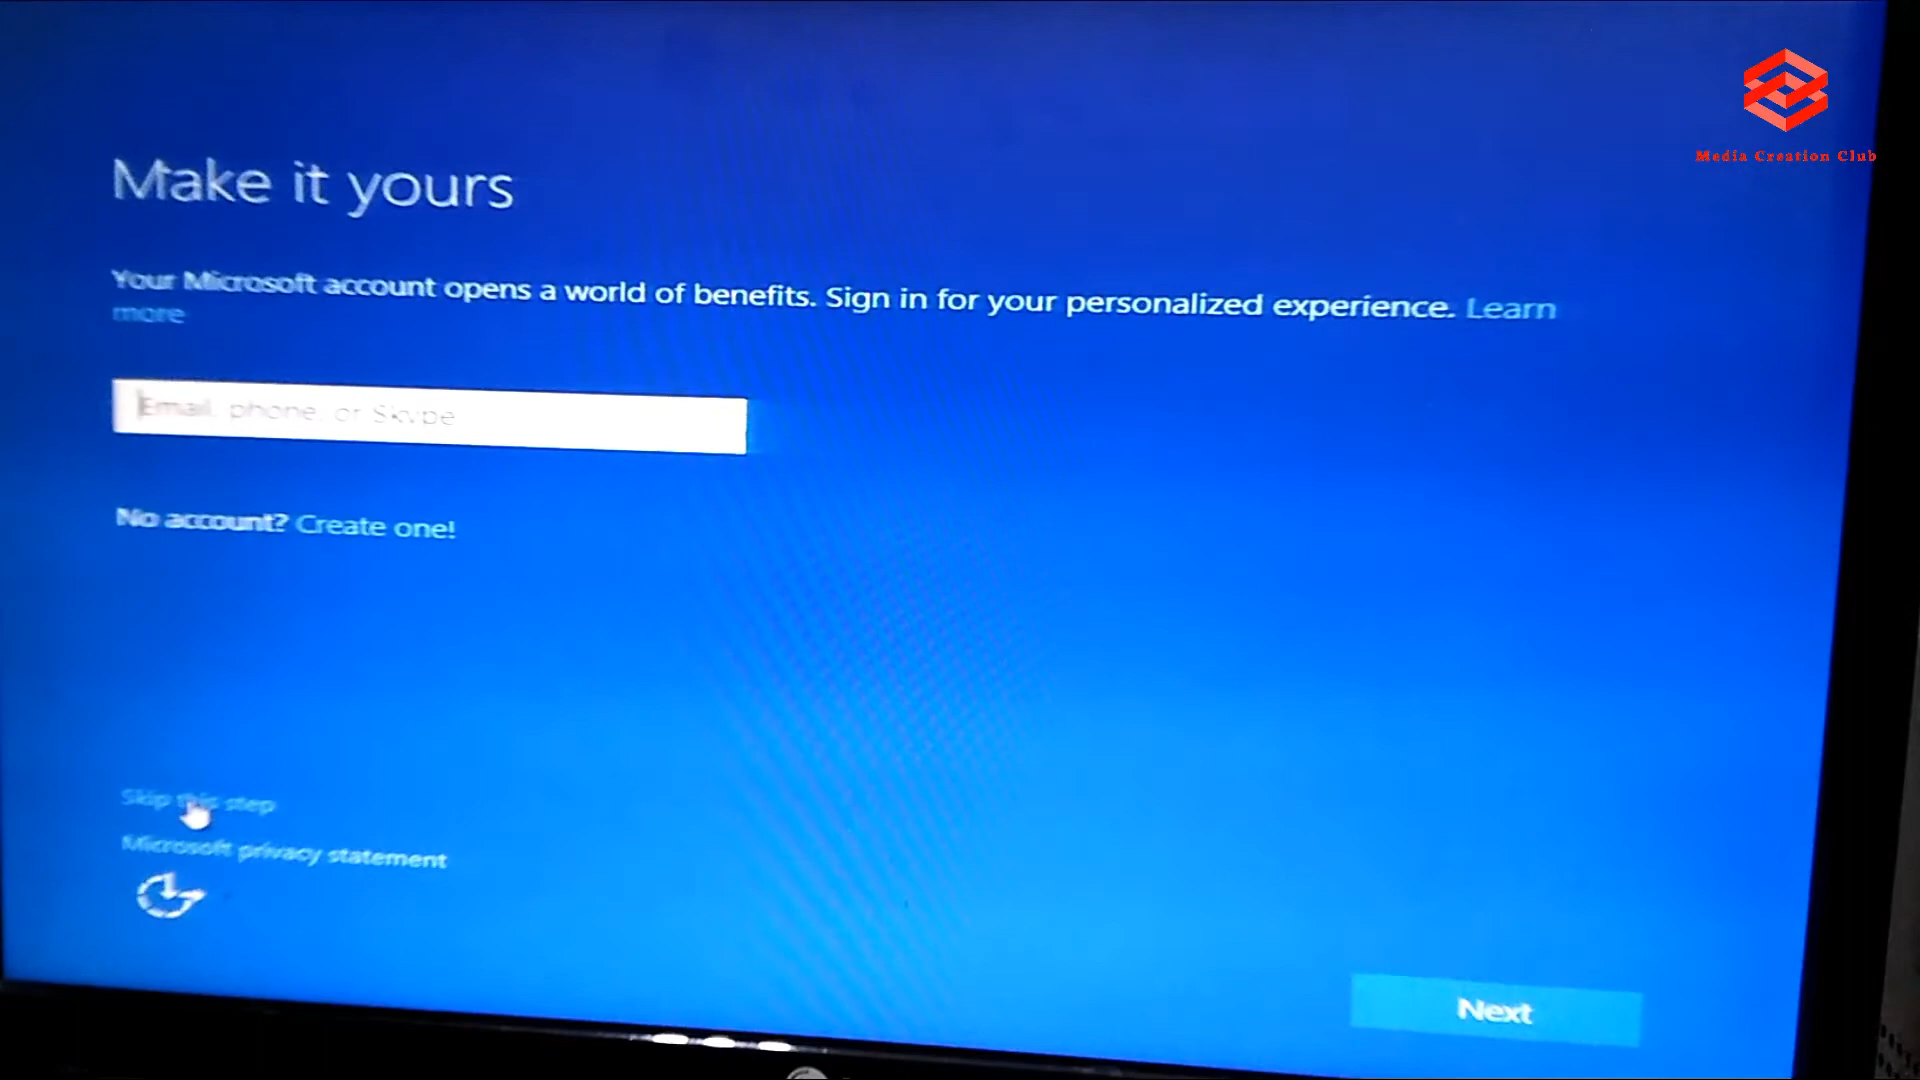 Media Creation Club
Make it yours
Your Microsoft account opens a world of benefits. Sign in for your personalized experience. Learn
more
Email, phone, or Skype
No account? Create one!
Skip this step
Microsoft privacy statement
Next